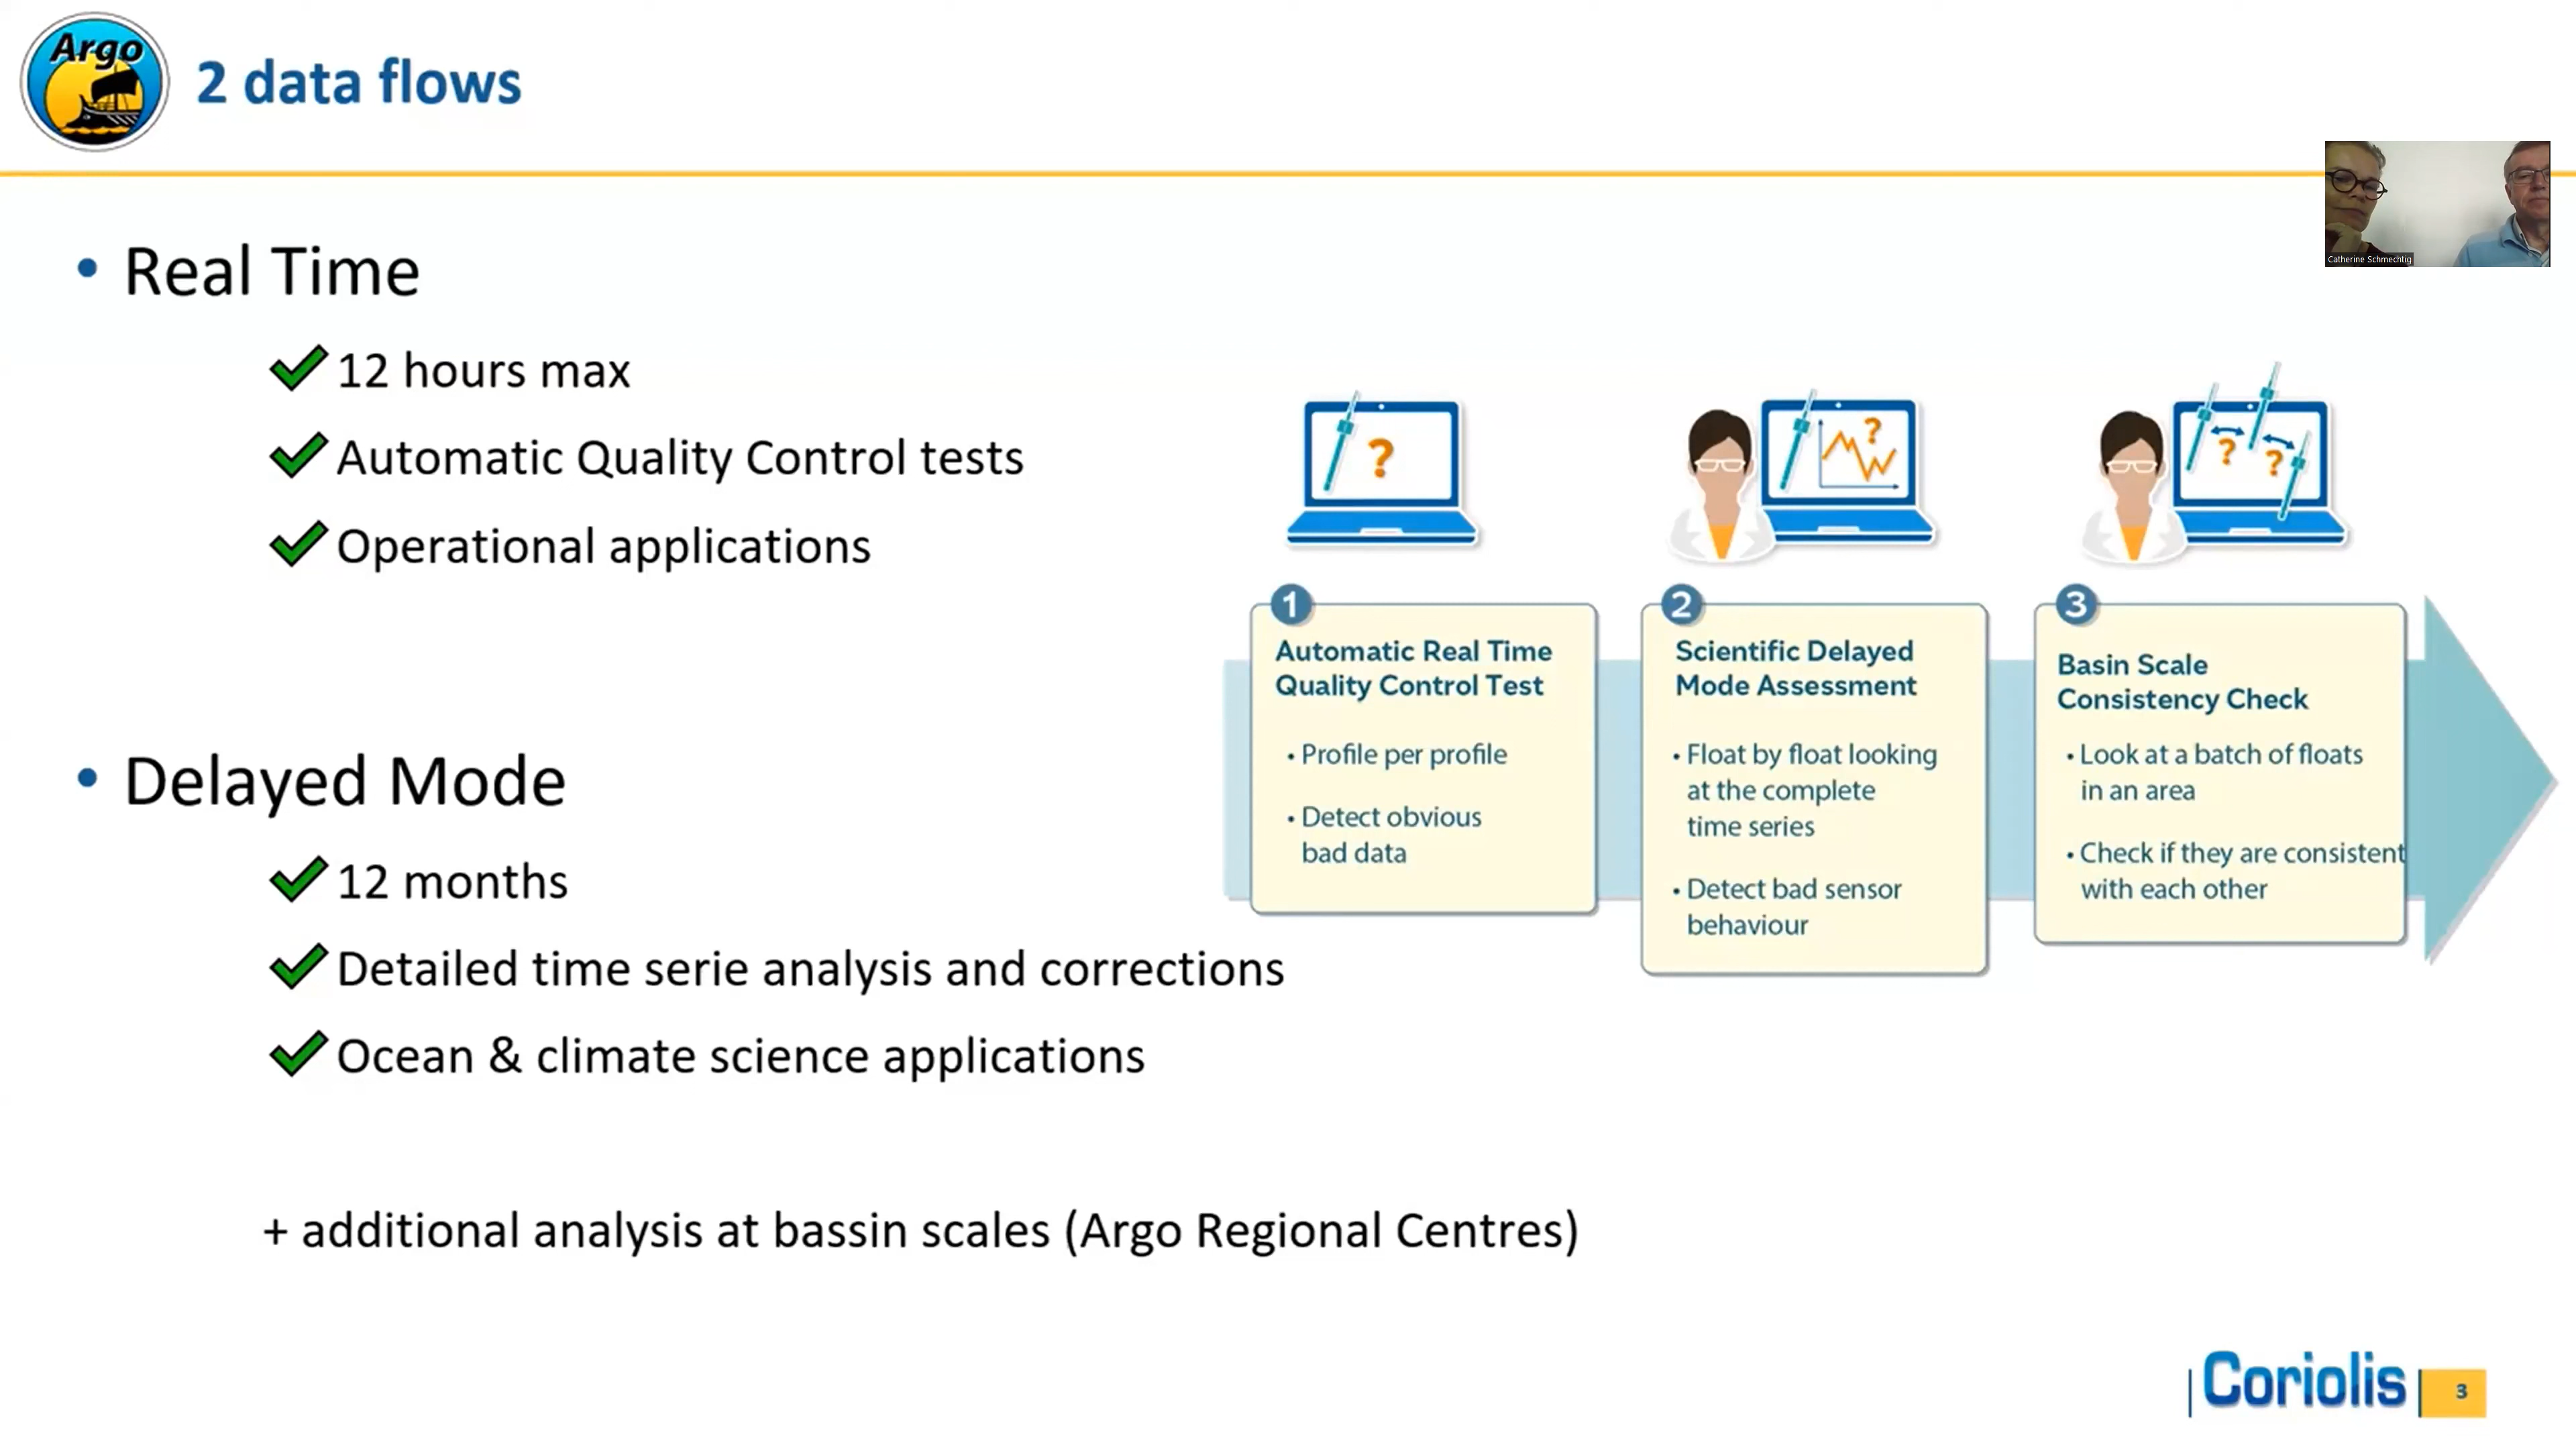 Argo
2 data flows
Catherine Schmechtig
• Real Time
12 hours max
Automatic Quality Control tests
Operational applications
• Delayed Mode
12 months
Detailed time serie analysis and corrections
Ocean & climate science applications
+ additional analysis at bassin scales (Argo Regional Centres)
?
1
Automatic Real Time
Quality Control Test
• Profile per profile
• Detect obvious
bad data
?
2
Scientific Delayed
Mode Assessment
• Float by float looking
at the complete
time series
• Detect bad sensor
behaviour
? ?
3
Basin Scale
Consistency Check
• Look at a batch of floats
in an area
• Check if they are consistent
with each other
Coriolis
3